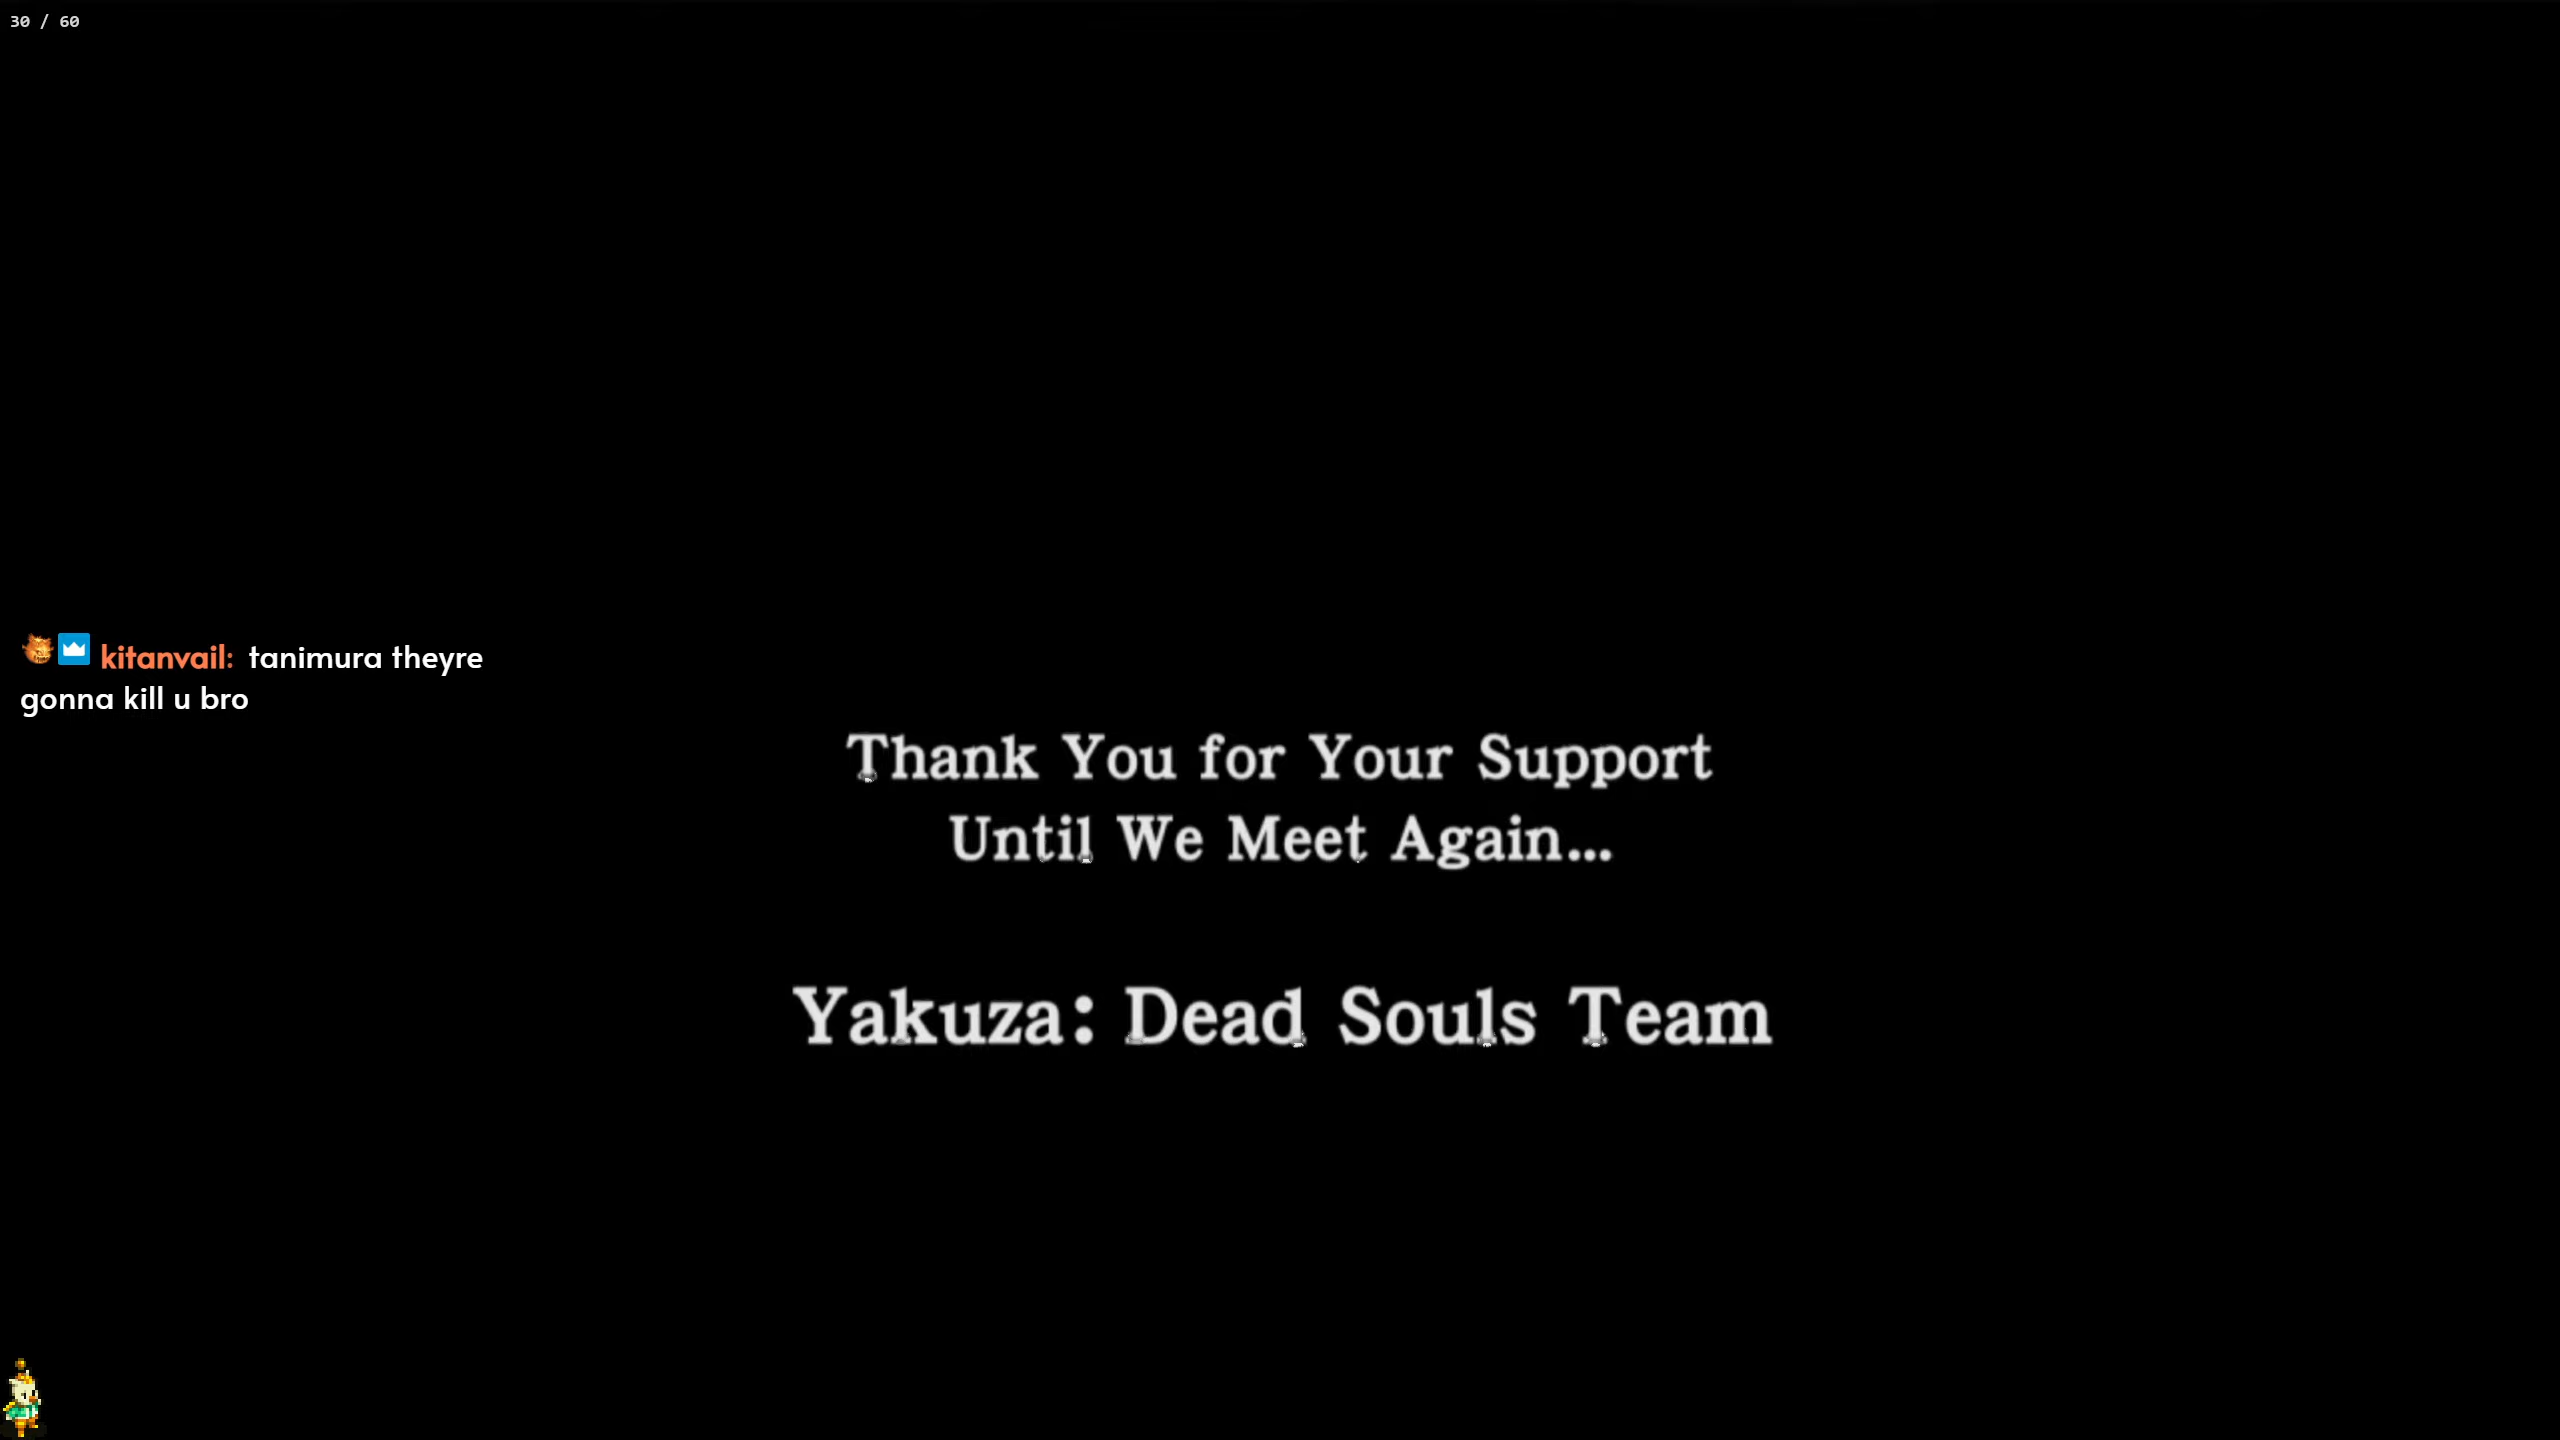 30 / 60
kitanvail: tanimura theyre
gonna kill u bro
Thank You for Your Support
Until We Meet Again...
Yakuza: Dead Souls Team